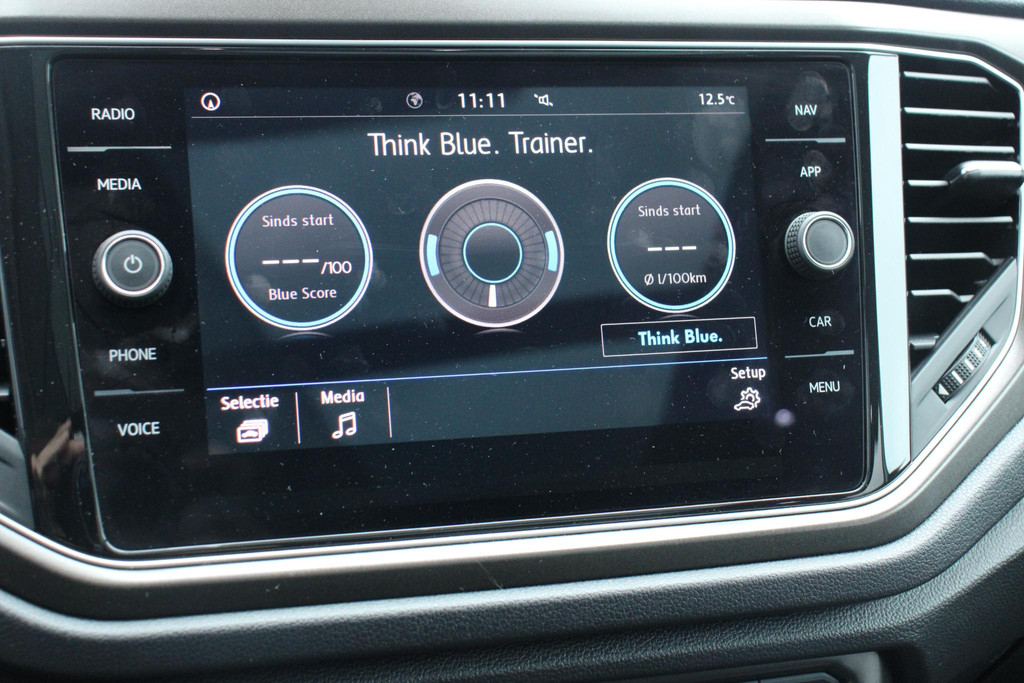 RADIO
MEDIA
PHONE
VOICE
11:11
12.5°C
Think Blue. Trainer.
Sinds start
---/100
Blue Score
Sinds start
---
Ø l/100km
Think Blue.
Selectie
Media
Setup
NAV
APP
CAR
MENU